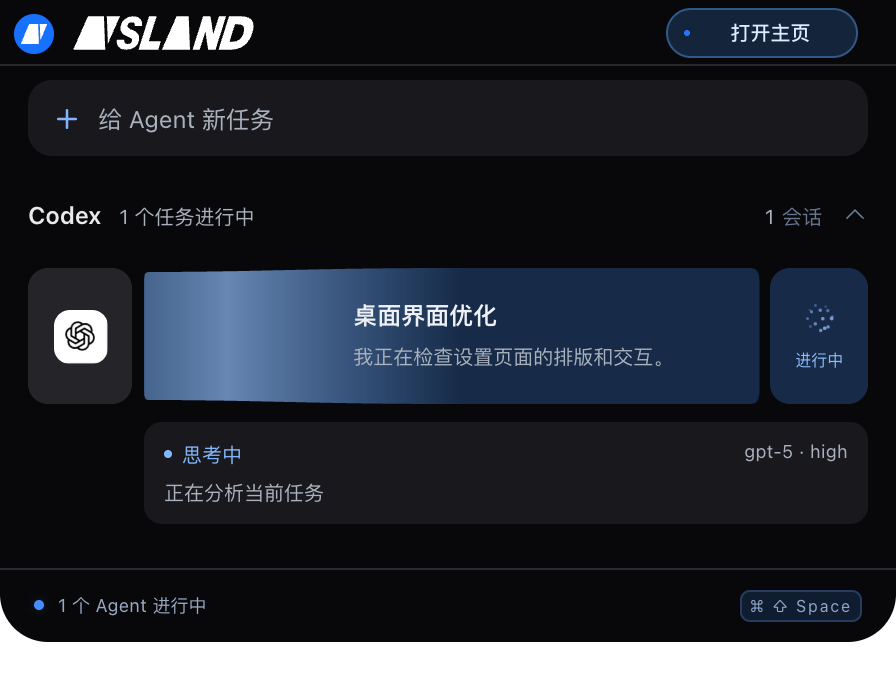 AISLAND
打开主页
给 Agent 新任务
Codex 1 个任务进行中
1 会话
桌面界面优化
我正在检查设置页面的排版和交互。
进行中
思考中
gpt-5 · high
正在分析当前任务
1 个 Agent 进行中
⌘ ⇧ Space